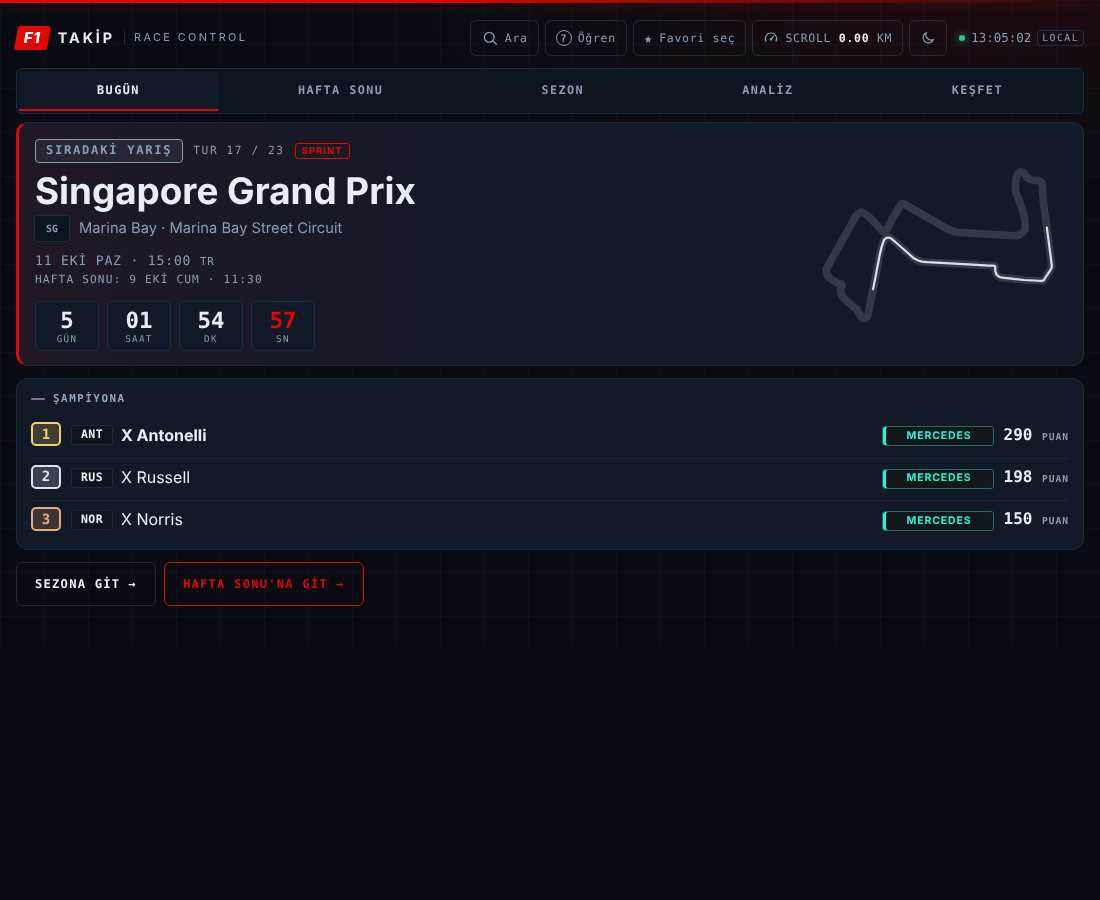 F1 TAKİP RACE CONTROL
Ara
? Öğren
★ Favori seç
SCROLL 0.00 KM
13:05:02 LOCAL
BUGÜN
HAFTA SONU
SEZON
ANALİZ
KEŞFET
SIRADAKİ YARIŞ TUR 17 / 23 SPRINT
Singapore Grand Prix
SG Marina Bay · Marina Bay Street Circuit
11 EKİ PAZ · 15:00 TR
HAFTA SONU: 9 EKİ CUM · 11:30
5 GÜN
01 SAAT
54 DK
57 SN
— ŞAMPİYONA
1 ANT X Antonelli MERCEDES 290 PUAN
2 RUS X Russell MERCEDES 198 PUAN
3 NOR X Norris MERCEDES 150 PUAN
SEZONA GİT →
HAFTA SONU'NA GİT →